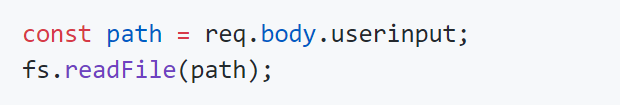 const path = req.body.userinput;
fs.readFile(path);